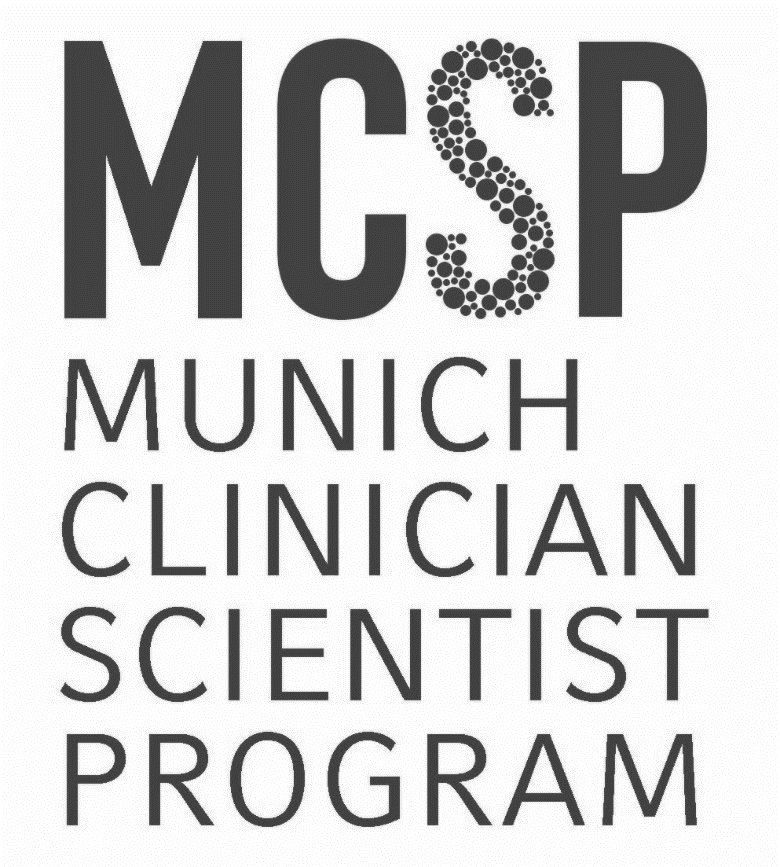 MCSP
MUNICH
CLINICIAN
SCIENTIST
PROGRAM